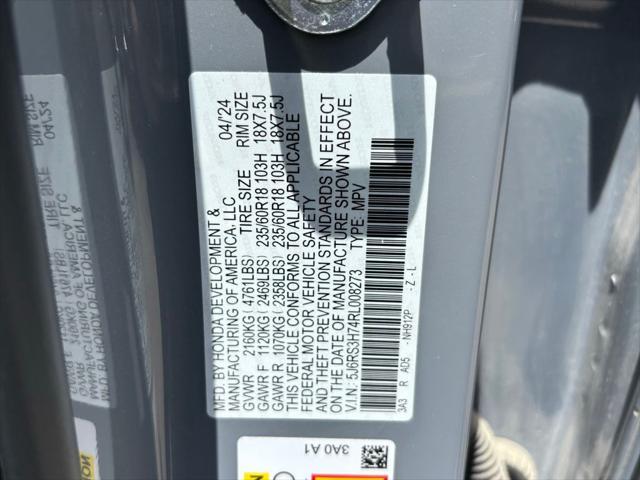 MFD. BY HONDA DEVELOPMENT &
MANUFACTURING OF AMERICA, LLC 04/'24
GVWR 2160KG (4761LBS) TIRE SIZE RIM SIZE
GAWR F 1120KG (2469LBS) 235/60R18 103H 18X7.5J
GAWR R 1070KG (2358LBS) 235/60R18 103H 18X7.5J
THIS VEHICLE CONFORMS TO ALL APPLICABLE
FEDERAL MOTOR VEHICLE SAFETY
AND THEFT PREVENTION STANDARDS IN EFFECT
ON THE DATE OF MANUFACTURE SHOWN ABOVE.
V.I.N.: 5J6RS3H74RL008273 TYPE: MPV
3A3 R AD5 -NH912P -Z-L
3A0 A1